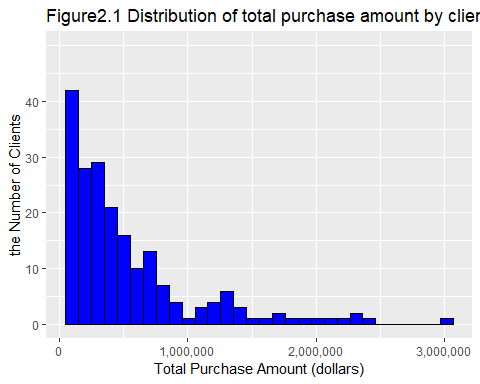 Figure2.1 Distribution of total purchase amount by clien
the Number of Clients
40
30
20
10
0
0 1,000,000 2,000,000 3,000,000
Total Purchase Amount (dollars)